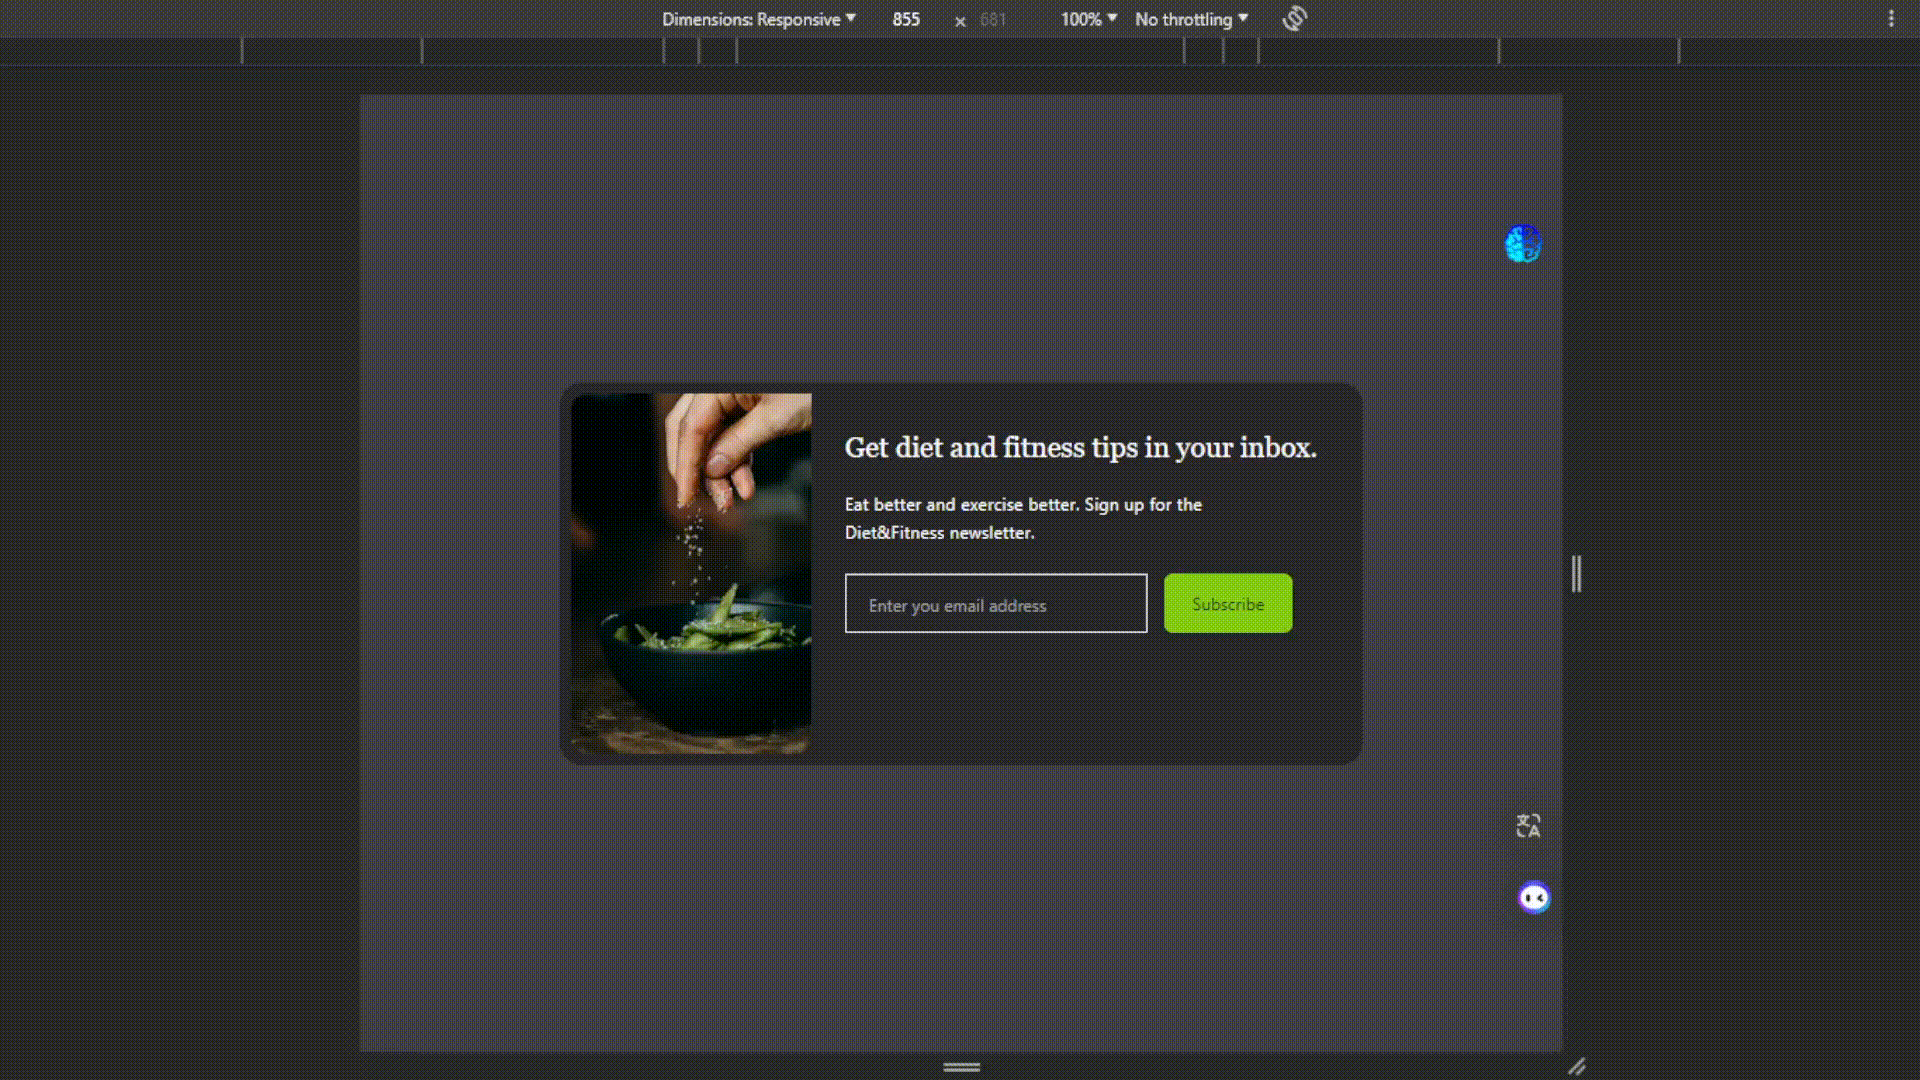 Dimensions: Responsive 855 × 681 100% No throttling
Get diet and fitness tips in your inbox.
Eat better and exercise better. Sign up for the
Diet&Fitness newsletter.
Enter you email address
Subscribe